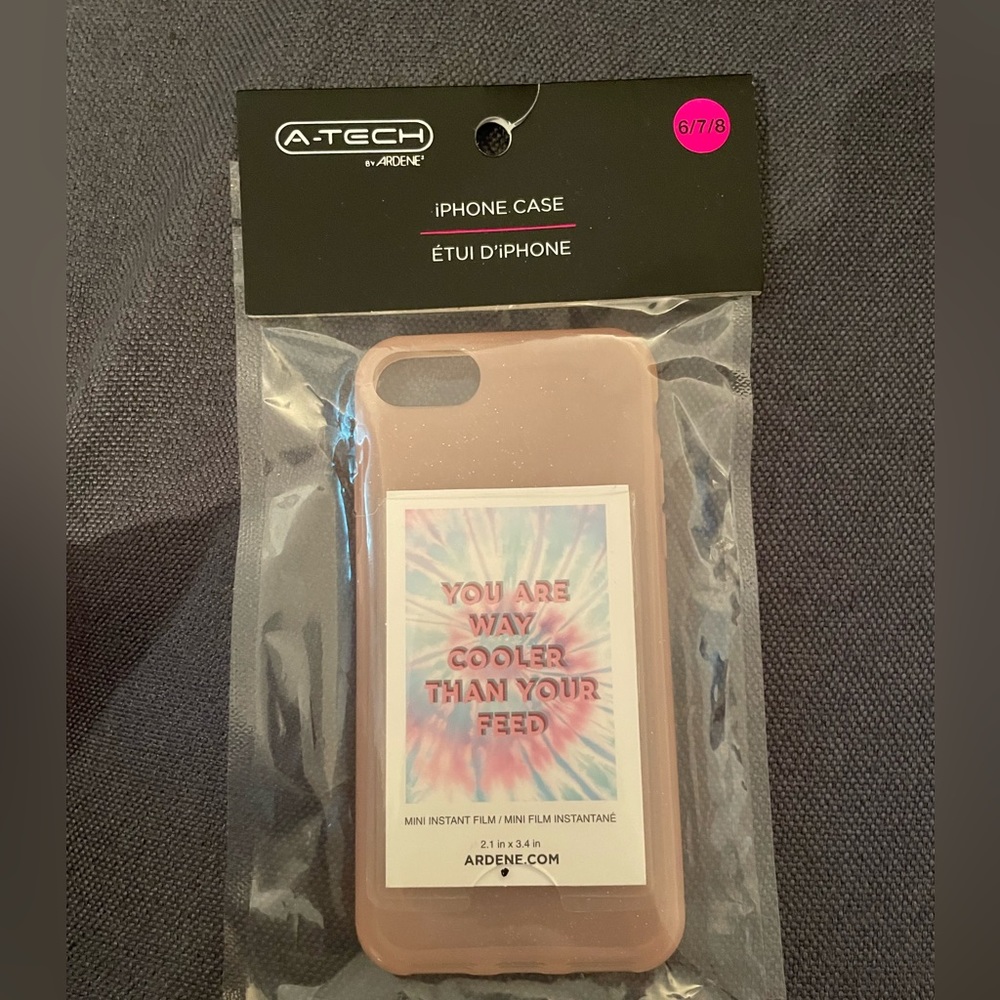 A-TECH
BY ARDENE
6/7/8
iPHONE CASE
ÉTUI D'iPHONE
YOU ARE
WAY
COOLER
THAN YOUR
FEED
MINI INSTANT FILM / MINI FILM INSTANTANÉ
2.1 in x 3.4 in
ARDENE.COM